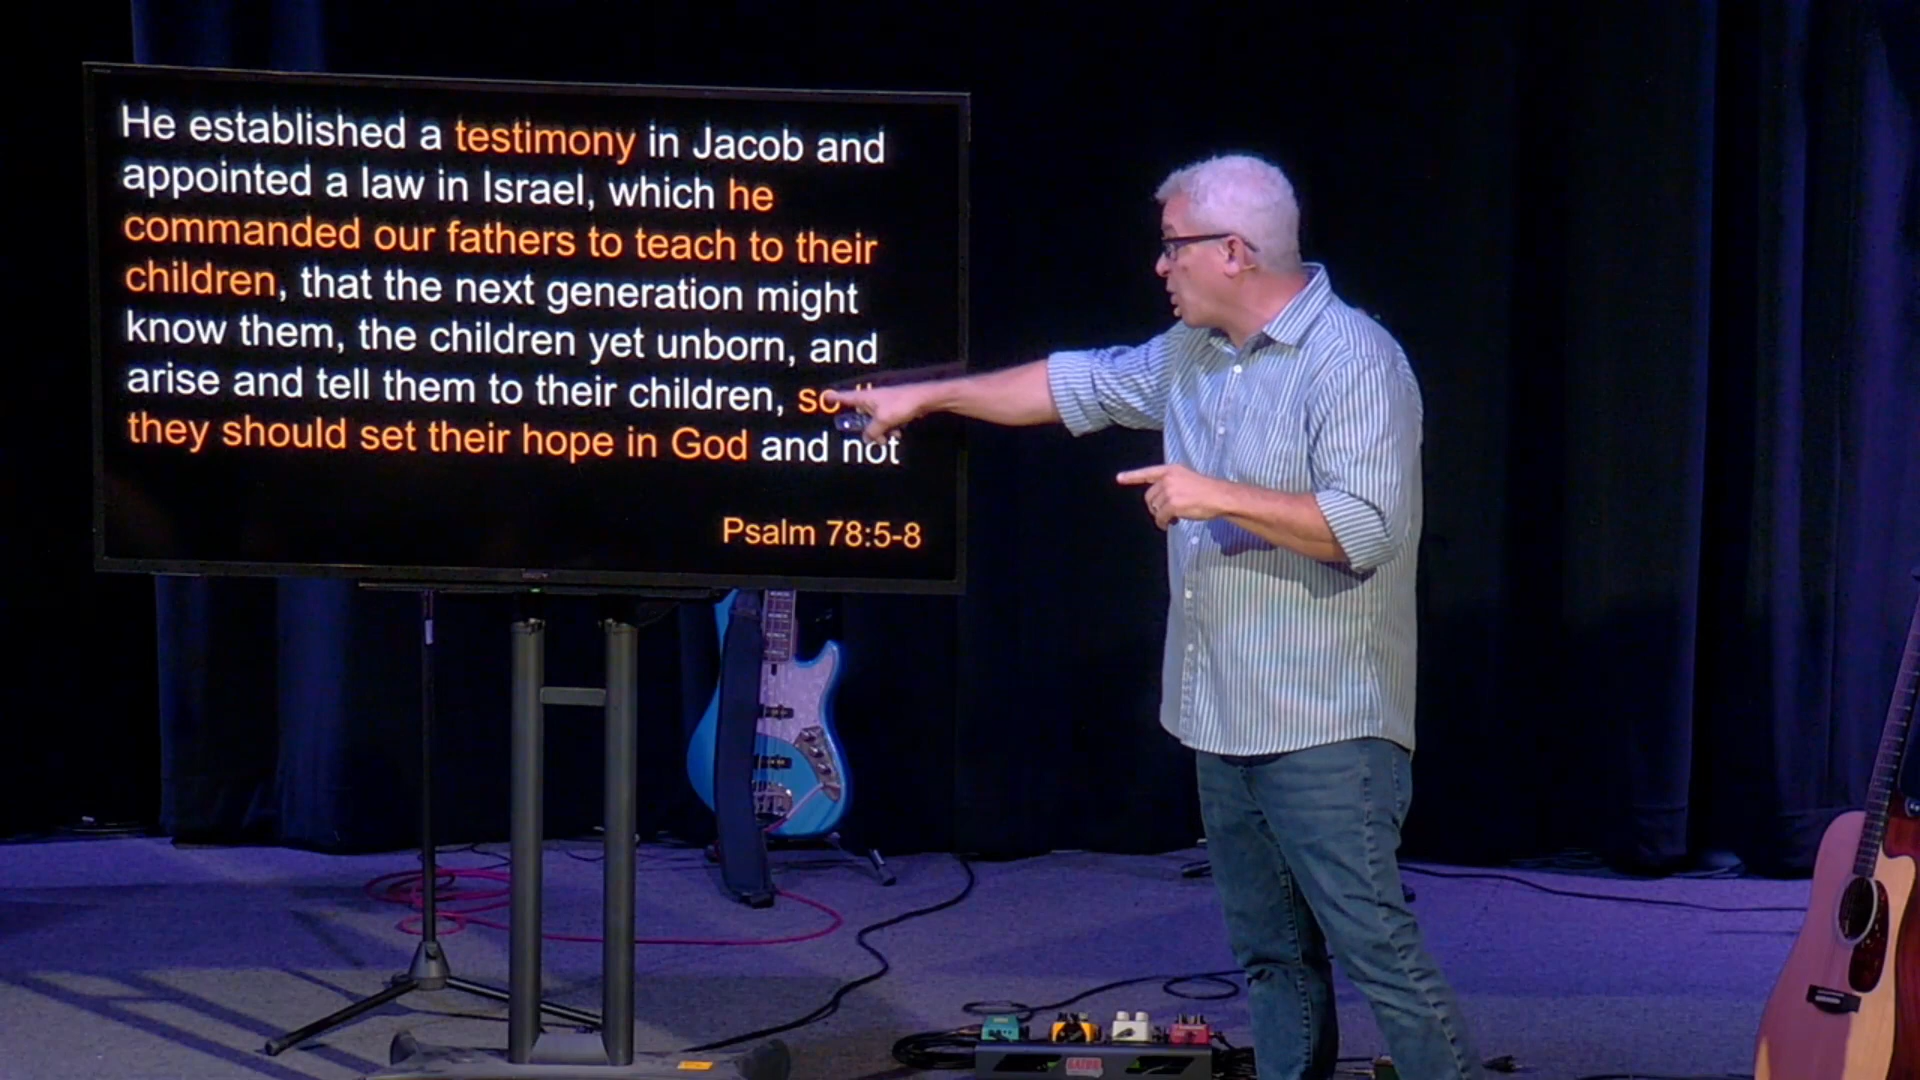 He established a testimony in Jacob and
appointed a law in Israel, which he
commanded our fathers to teach to their
children, that the next generation might
know them, the children yet unborn, and
arise and tell them to their children, so
they should set their hope in God and not
Psalm 78:5-8
GATOR